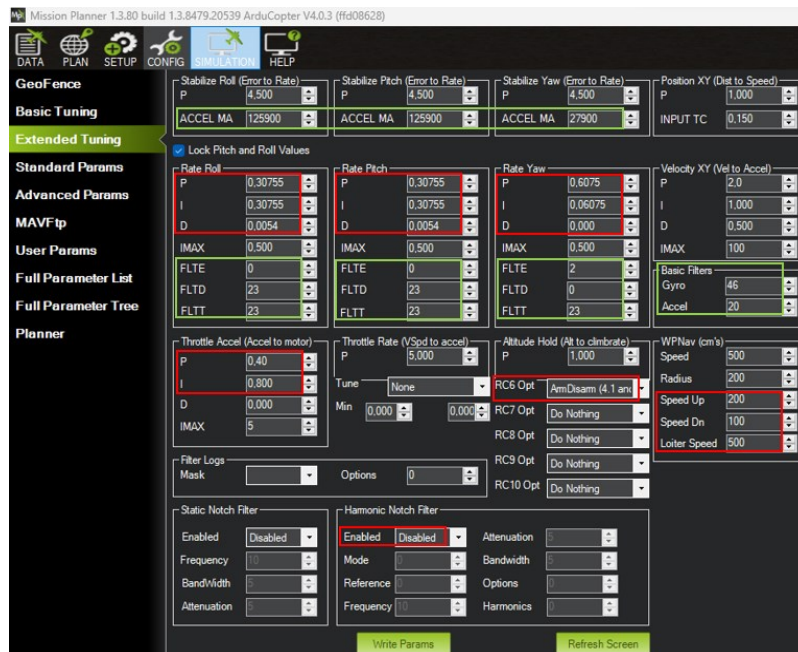 Mission Planner 1.3.80 build 1.3.8479.20539 ArduCopter V4.0.3 (ffd08628)
DATA PLAN SETUP CONFIG SIMULATION HELP
GeoFence
Basic Tuning
Extended Tuning
Standard Params
Advanced Params
MAVFtp
User Params
Full Parameter List
Full Parameter Tree
Planner
Stabilize Roll (Error to Rate)
P 4,500
ACCEL MA 125900
Stabilize Pitch (Error to Rate)
P 4,500
ACCEL MA 125900
Stabilize Yaw (Error to Rate)
P 4,500
ACCEL MA 27900
Position XY (Dist to Speed)
P 1,000
INPUT TC 0,150
Lock Pitch and Roll Values
Rate Roll
P 0,30755
I 0,30755
D 0,0054
IMAX 0,500
FLTE 0
FLTD 23
FLTT 23
Rate Pitch
P 0,30755
I 0,30755
D 0,0054
IMAX 0,500
FLTE 0
FLTD 23
FLTT 23
Rate Yaw
P 0,6075
I 0,06075
D 0,000
IMAX 0,500
FLTE 2
FLTD 0
FLTT 23
Velocity XY (Vel to Accel)
P 2,0
I 1,000
D 0,500
IMAX 100
Basic Filters
Gyro 46
Accel 20
Throttle Accel (Accel to motor)
P 0,40
I 0,800
D 0,000
IMAX 5
Throttle Rate (VSpd to accel)
P 5,000
Tune None
Min 0,000 0,000
Altitude Hold (Alt to climbrate)
P 1,000
RC6 Opt ArmDisarm (4.1 and
RC7 Opt Do Nothing
RC8 Opt Do Nothing
RC9 Opt Do Nothing
RC10 Opt Do Nothing
WPNav (cm's)
Speed 500
Radius 200
Speed Up 200
Speed Dn 100
Loiter Speed 500
Filter Logs
Mask
Options 0
Static Notch Filter
Enabled Disabled
Frequency 10
BandWidth 5
Attenuation 5
Harmonic Notch Filter
Enabled Disabled
Mode 0
Reference 0
Frequency 10
Attenuation 5
Bandwidth 5
Options 0
Harmonics 0
Write Params
Refresh Screen